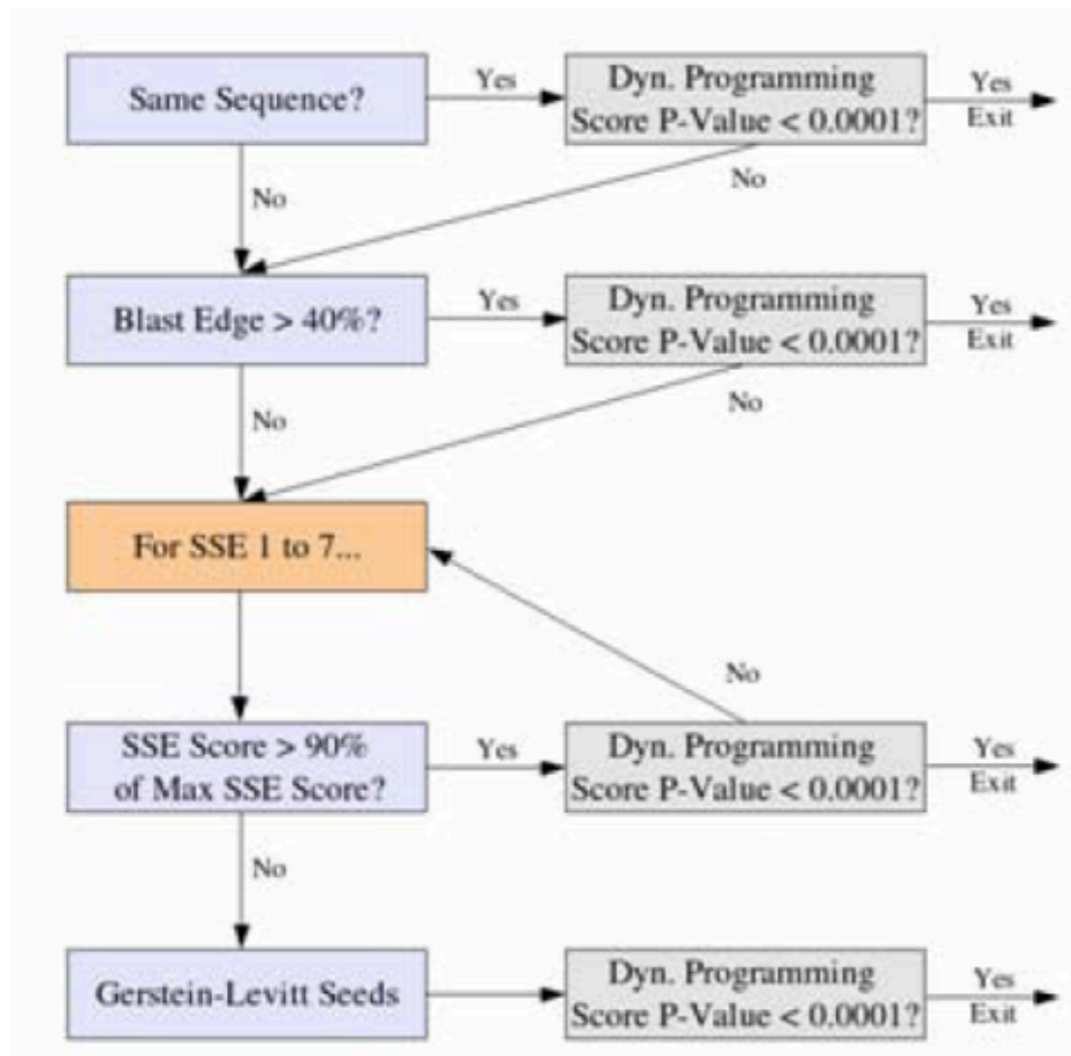 Same Sequence?
Yes
Dyn. Programming
Score P-Value < 0.0001?
Yes
Exit
No
No
Blast Edge > 40%?
Yes
Dyn. Programming
Score P-Value < 0.0001?
Yes
Exit
No
No
For SSE 1 to 7...
No
SSE Score > 90%
of Max SSE Score?
Yes
Dyn. Programming
Score P-Value < 0.0001?
Yes
Exit
No
Gerstein-Levitt Seeds
Dyn. Programming
Score P-Value < 0.0001?
Yes
Exit